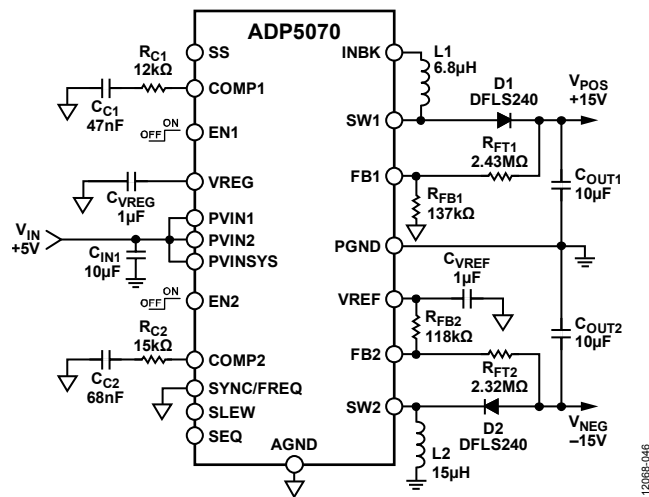 ADP5070
SS
RC1
12kΩ
COMP1
CC1
47nF
ON
OFF
EN1
VREG
CVREG
1µF
PVIN1
VIN
+5V
PVIN2
CIN1
10µF
PVINSYS
ON
OFF
EN2
RC2
15kΩ
COMP2
CC2
68nF
SYNC/FREQ
SLEW
SEQ
AGND
INBK
L1
6.8µH
D1
DFLS240
VPOS
+15V
SW1
RFT1
2.43MΩ
FB1
RFB1
137kΩ
COUT1
10µF
PGND
CVREF
1µF
VREF
RFB2
118kΩ
COUT2
10µF
FB2
RFT2
2.32MΩ
SW2
D2
DFLS240
VNEG
–15V
L2
15µH
12068-046